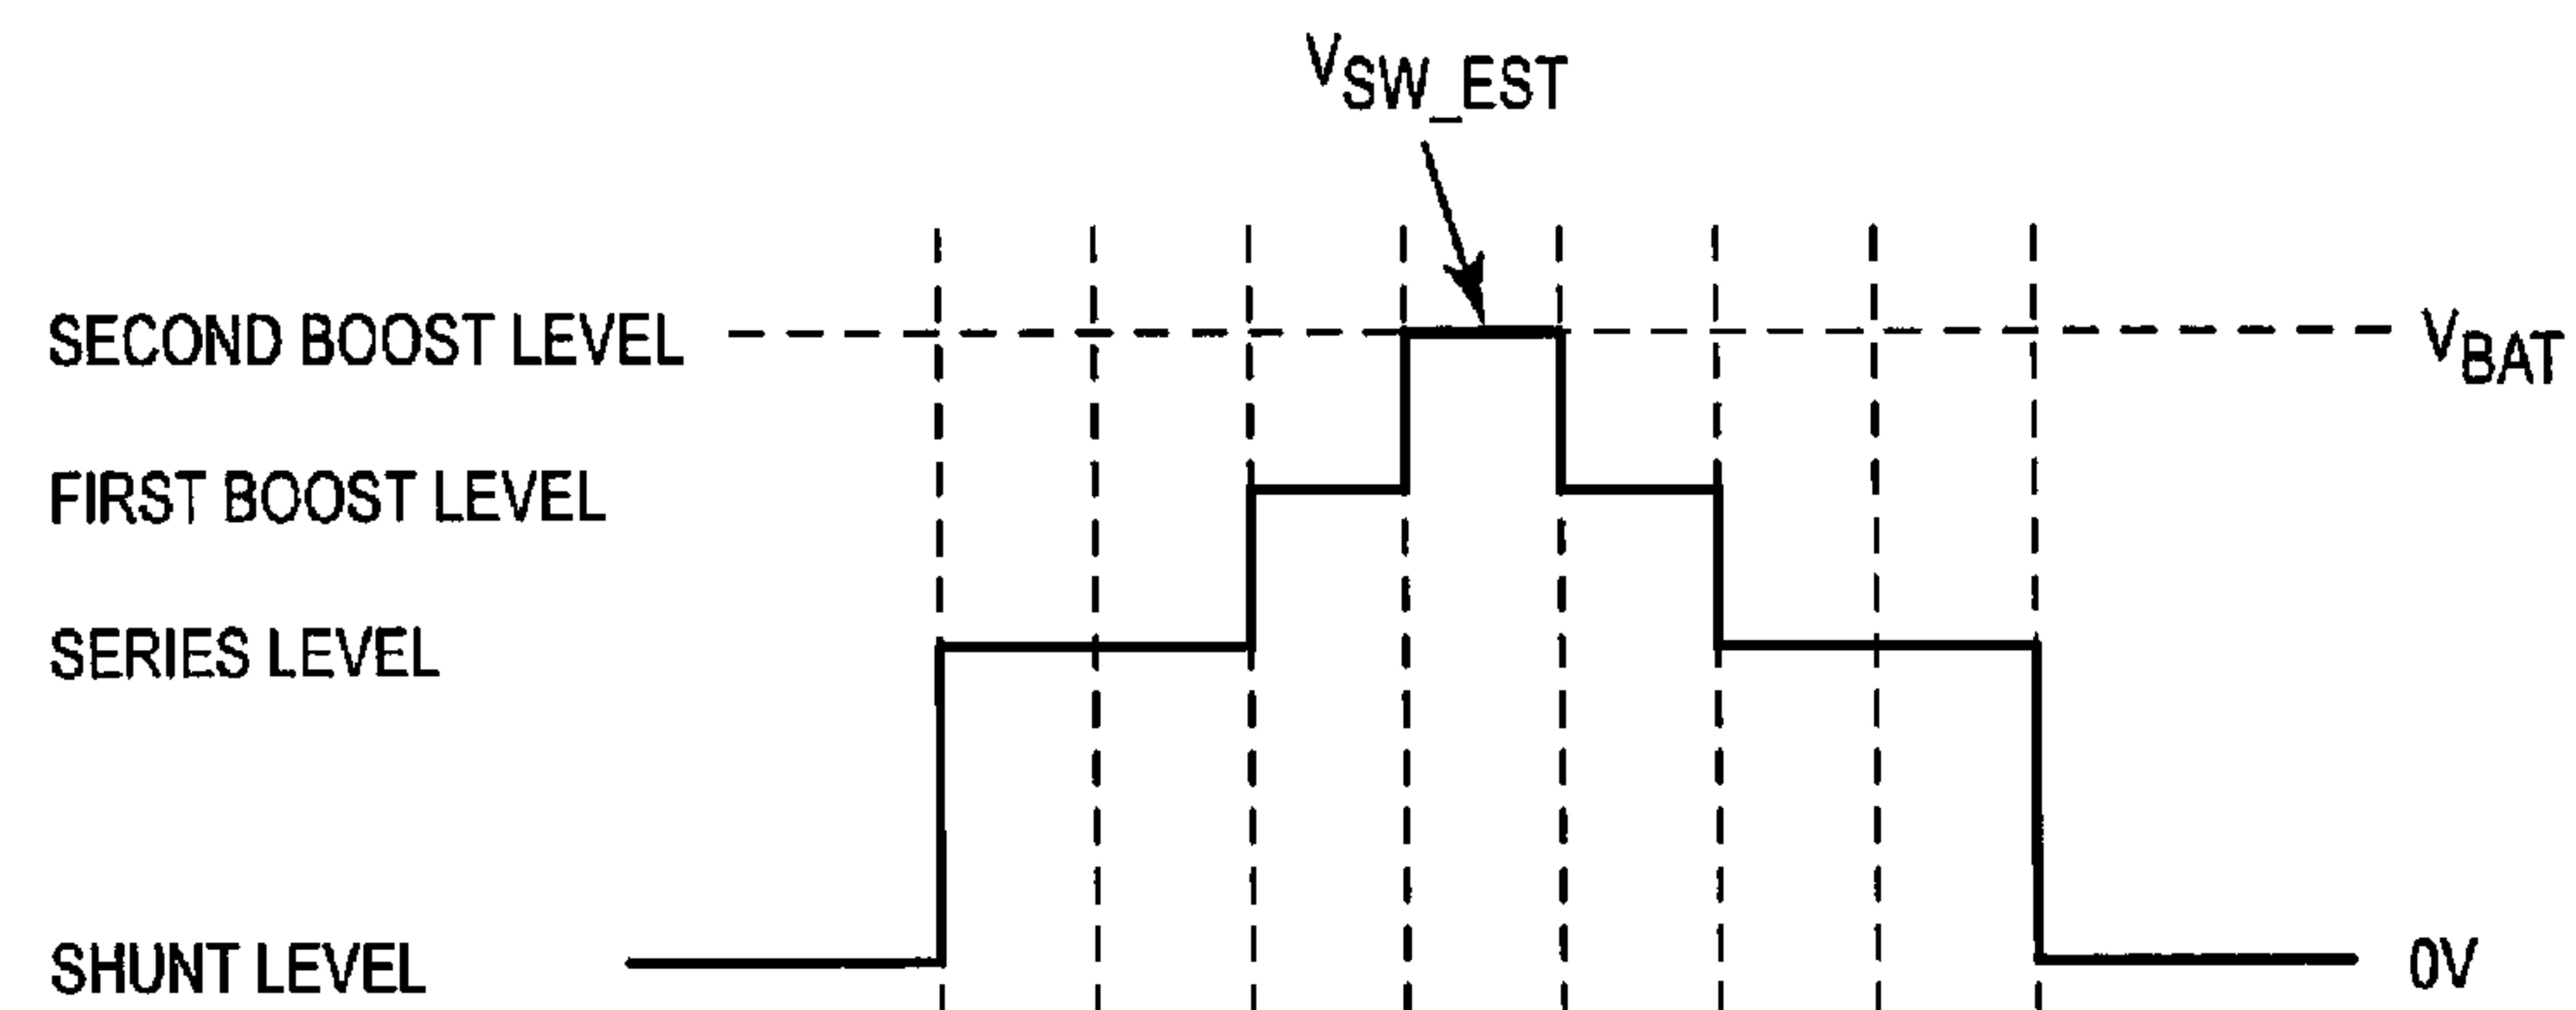 VSW_EST
SECOND BOOST LEVEL
VBAT
FIRST BOOST LEVEL
SERIES LEVEL
SHUNT LEVEL
0V